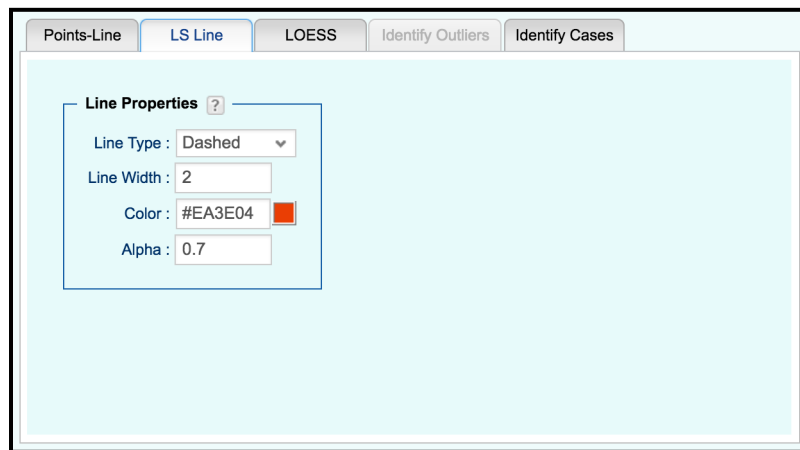 Points-Line LS Line LOESS Identify Outliers Identify Cases
Line Properties ?
Line Type : Dashed
Line Width : 2
Color : #EA3E04
Alpha : 0.7